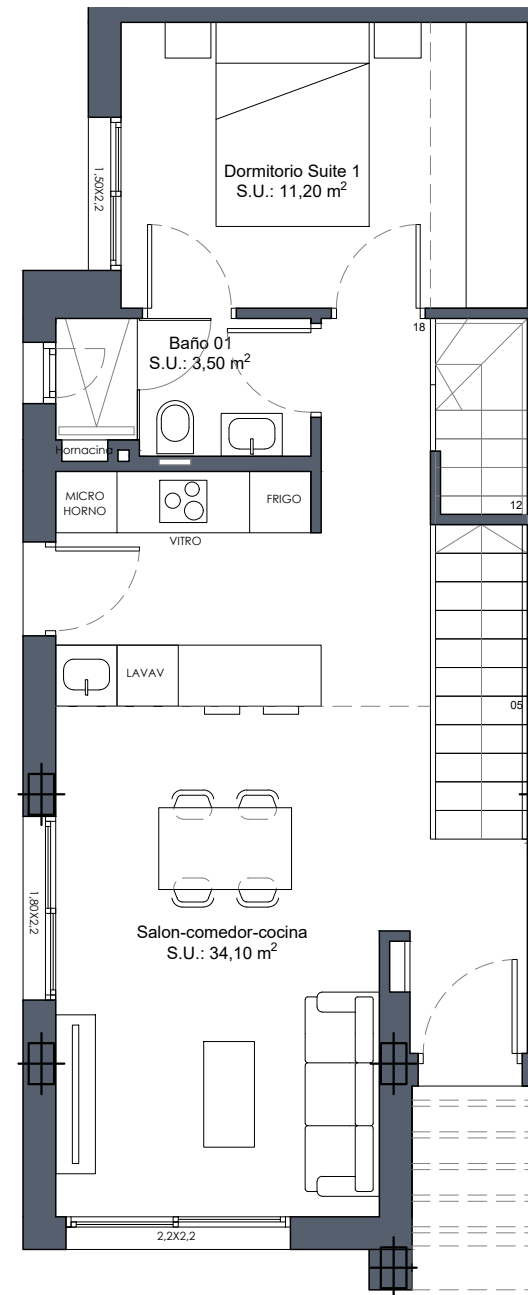 Dormitorio Suite 1
S.U.: 11,20 m²
1,50X2,2
18
Baño 01
S.U.: 3,50 m²
Hornacina
MICRO
HORNO
FRIGO
VITRO
12
LAVAV
05
1,80X2,2
Salon-comedor-cocina
S.U.: 34,10 m²
2,2X2,2